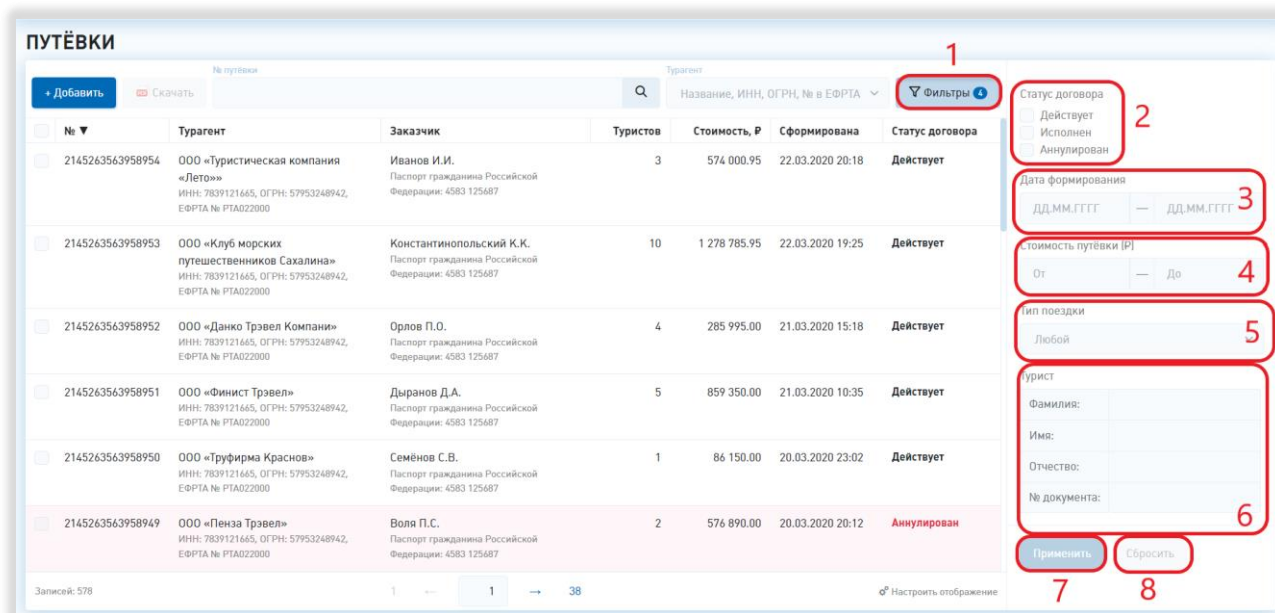 ПУТЁВКИ
1
№ путёвки
Турагент
+ Добавить
Скачать
Название, ИНН, ОГРН, № в ЕФРТА
Фильтры 4
№ ▼ Турагент Заказчик Туристов Стоимость, ₽ Сформирована Статус договора
2145263563958954 ООО «Туристическая компания Иванов И.И. 3 574 000.95 22.03.2020 20:18 Действует
«Лето»» Паспорт гражданина Российской
ИНН: 7839121665, ОГРН: 57953248942, Федерации: 4583 125687
ЕФРТА № РТА022000
2145263563958953 ООО «Клуб морских Константинопольский К.К. 10 1 278 785.95 22.03.2020 19:25 Действует
путешественников Сахалина» Паспорт гражданина Российской
ИНН: 7839121665, ОГРН: 57953248942, Федерации: 4583 125687
ЕФРТА № РТА022000
2145263563958952 ООО «Данко Трэвел Компани» Орлов П.О. 4 285 995.00 21.03.2020 15:18 Действует
ИНН: 7839121665, ОГРН: 57953248942, Паспорт гражданина Российской
ЕФРТА № РТА022000 Федерации: 4583 125687
2145263563958951 ООО «Финист Трэвел» Дыранов Д.А. 5 859 350.00 21.03.2020 10:35 Действует
ИНН: 7839121665, ОГРН: 57953248942, Паспорт гражданина Российской
ЕФРТА № РТА022000 Федерации: 4583 125687
2145263563958950 ООО «Труфирма Краснов» Семёнов С.В. 1 86 150.00 20.03.2020 23:02 Действует
ИНН: 7839121665, ОГРН: 57953248942, Паспорт гражданина Российской
ЕФРТА № РТА022000 Федерации: 4583 125687
2145263563958949 ООО «Пенза Трэвел» Воля П.С. 2 576 890.00 20.03.2020 20:12 Аннулирован
ИНН: 7839121665, ОГРН: 57953248942, Паспорт гражданина Российской
ЕФРТА № РТА022000 Федерации: 4583 125687
Записей: 578 1 ← 1 → 38 Настроить отображение
Статус договора
Действует
Исполнен
Аннулирован
2
Дата формирования
ДД.ММ.ГГГГ — ДД.ММ.ГГГГ
3
Стоимость путёвки (₽)
От — До
4
Тип поездки
Любой
5
Турист
Фамилия:
Имя:
Отчество:
№ документа:
6
Применить Сбросить
7 8